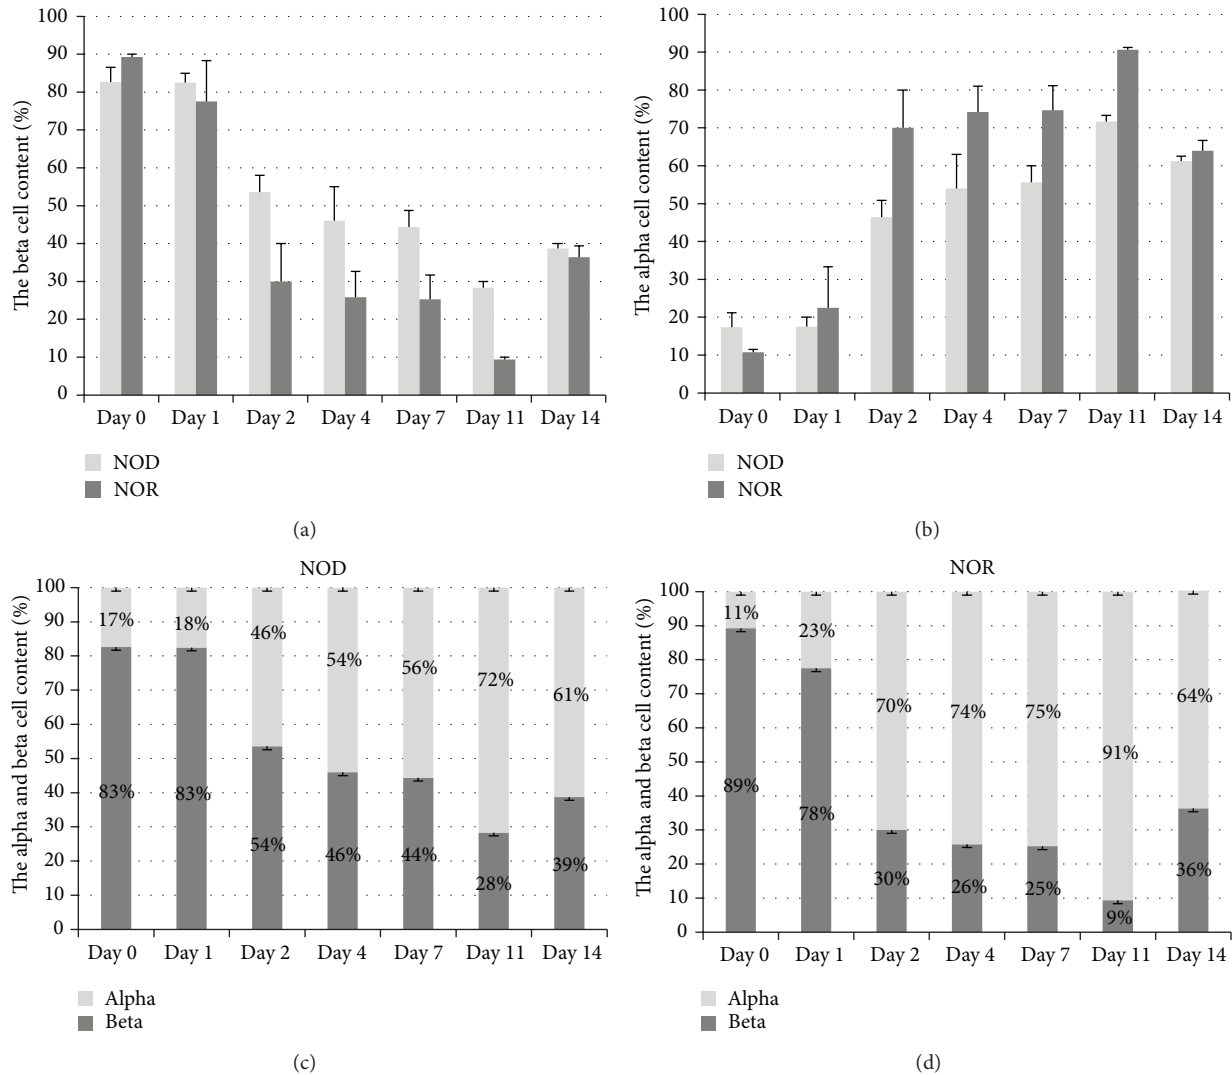 The beta cell content (%)
100
90
80
70
60
50
40
30
20
10
0
Day 0 Day 1 Day 2 Day 4 Day 7 Day 11 Day 14
NOD
NOR
(a)
The alpha cell content (%)
100
90
80
70
60
50
40
30
20
10
0
Day 0 Day 1 Day 2 Day 4 Day 7 Day 11 Day 14
NOD
NOR
(b)
NOD
The alpha and beta cell content (%)
100
90
80
70
60
50
40
30
20
10
0
17% 18% 46% 54% 56% 72% 61%
83% 83% 54% 46% 44% 28% 39%
Day 0 Day 1 Day 2 Day 4 Day 7 Day 11 Day 14
Alpha
Beta
(c)
NOR
The alpha and beta cell content (%)
100
90
80
70
60
50
40
30
20
10
0
11% 23% 70% 74% 75% 91% 64%
89% 78% 30% 26% 25% 9% 36%
Day 0 Day 1 Day 2 Day 4 Day 7 Day 11 Day 14
Alpha
Beta
(d)